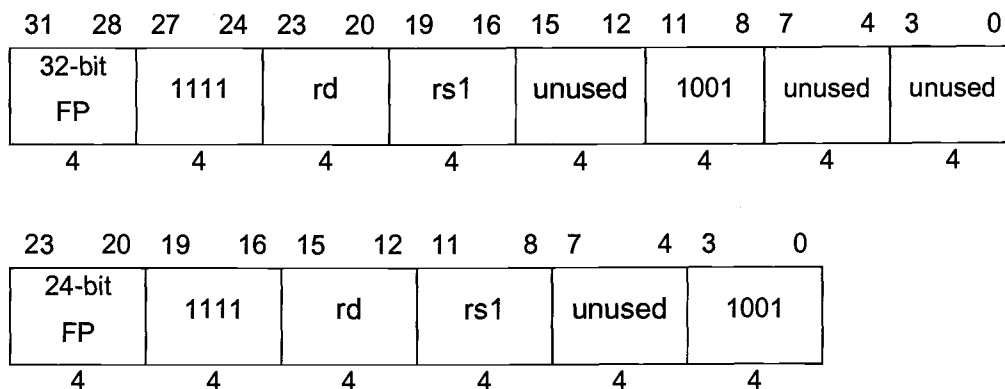 31 28 27 24 23 20 19 16 15 12 11 8 7 4 3 0
32-bit FP 1111 rd rs1 unused 1001 unused unused
4 4 4 4 4 4 4 4
23 20 19 16 15 12 11 8 7 4 3 0
24-bit FP 1111 rd rs1 unused 1001
4 4 4 4 4 4